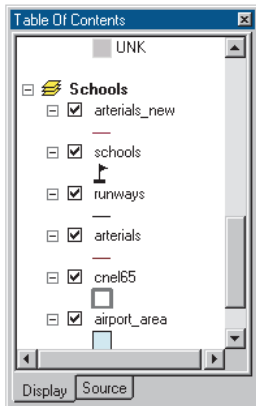 Table Of Contents
UNK
Schools
arterials_new
schools
runways
arterials
cnel65
airport_area
Display Source